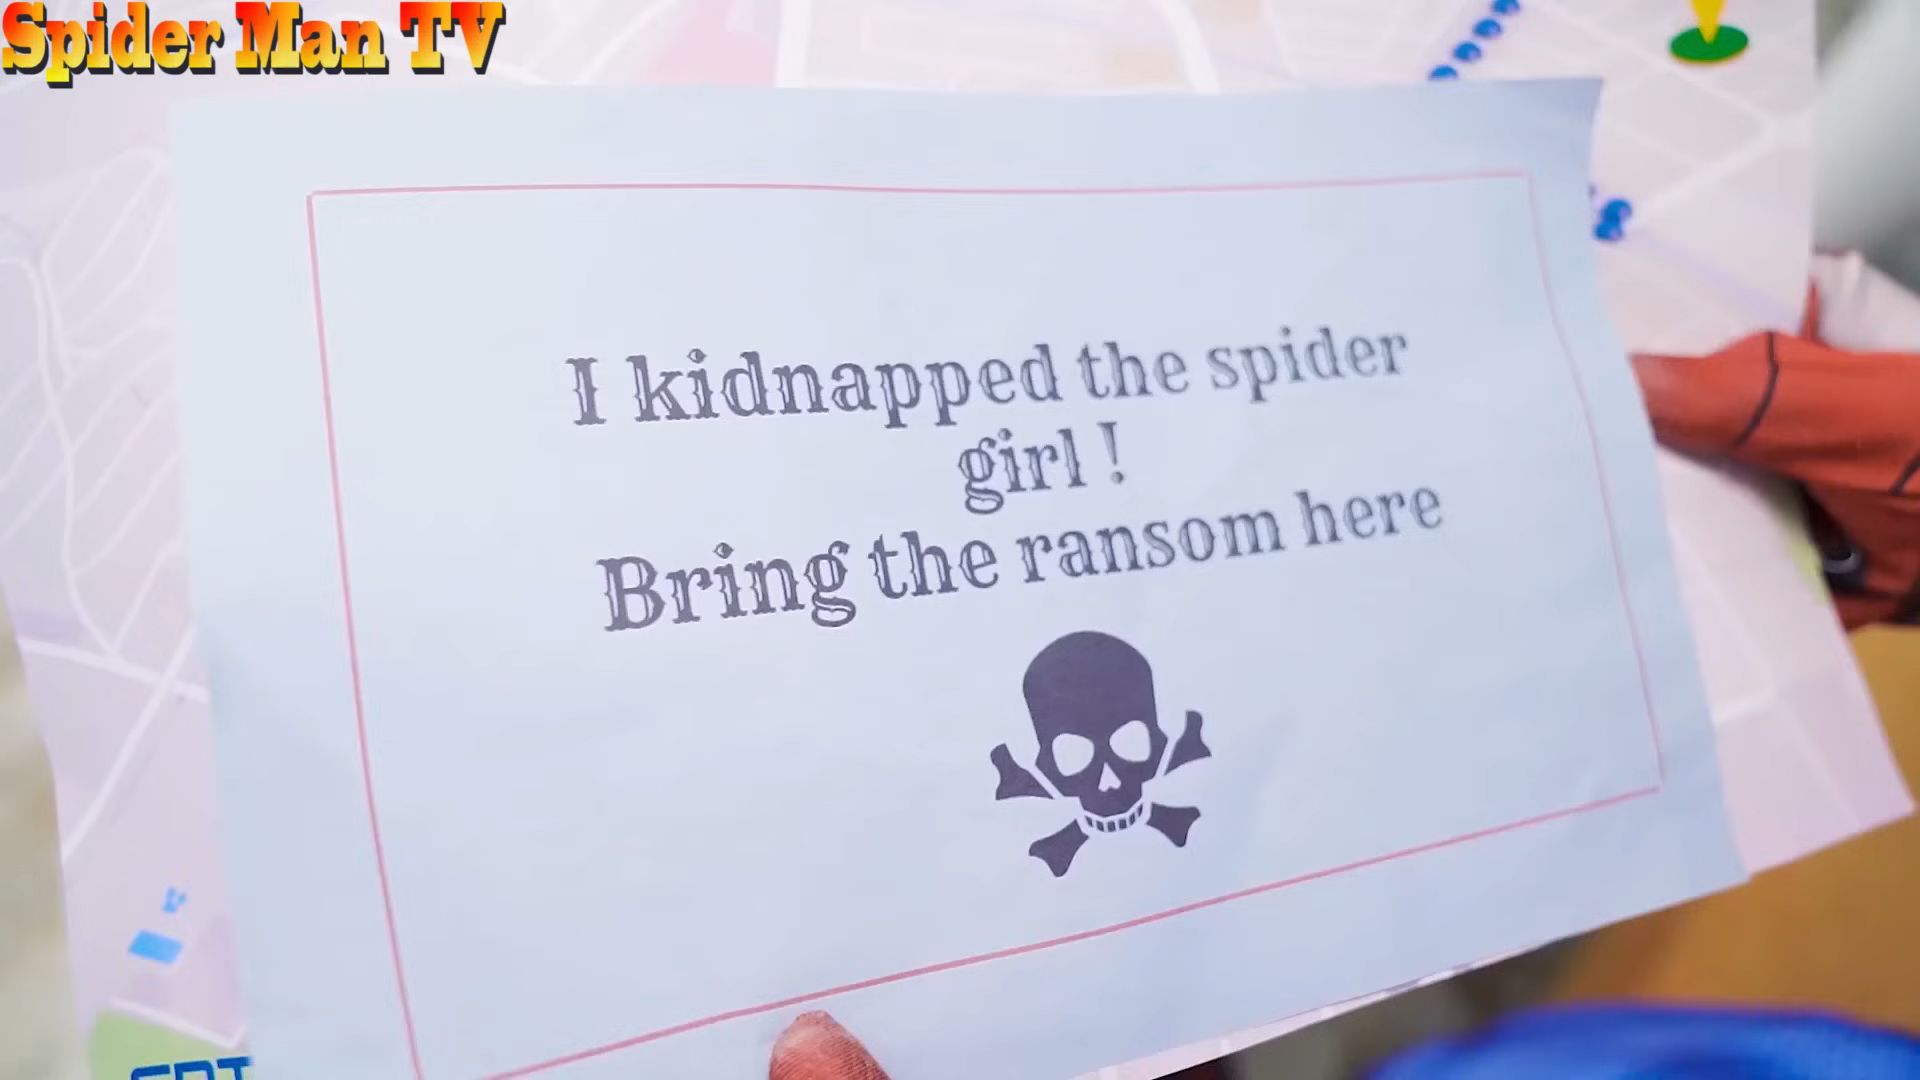 Spider Man TV
I kidnapped the spider
girl !
Bring the ransom here